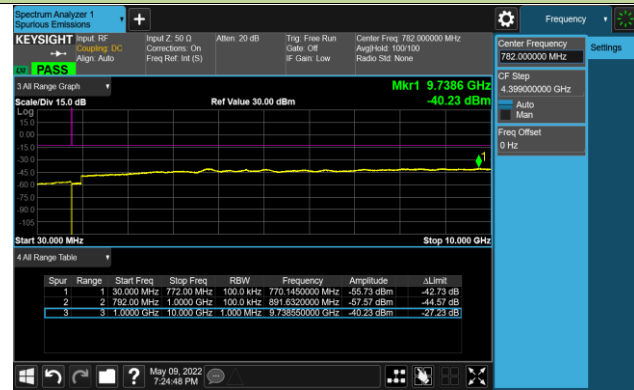 Spectrum Analyzer 1
Spurious Emissions
+
Frequency
KEYSIGHT Input: RF Input Z: 50 Ω Atten: 20 dB Trig: Free Run Center Freq: 782.000000 MHz
Coupling: DC Corrections: On Gate: Off Avg|Hold: 100/100
Align: Auto Freq Ref: Int (S) IF Gain: Low Radio Std: None
PASS
Center Frequency
782.000000 MHz
Settings
CF Step
4.399000000 GHz
Auto
Man
Freq Offset
0 Hz
3 All Range Graph
Mkr1 9.7386 GHz
Scale/Div 15.0 dB Ref Value 30.00 dBm -40.23 dBm
Log
15.0
0.00
-15.0
-30.0
-45.0
-60.0
-75.0
-90.0
-105
1
Start 30.000 MHz Stop 10.000 GHz
4 All Range Table
Spur Range Start Freq Stop Freq RBW Frequency Amplitude ΔLimit
1 1 30.000 MHz 772.00 MHz 100.0 kHz 770.1450000 MHz -55.73 dBm -42.73 dB
2 2 792.00 MHz 1.0000 GHz 100.0 kHz 891.6320000 MHz -57.57 dBm -44.57 dB
3 3 1.0000 GHz 10.000 GHz 1.000 MHz 9.738550000 GHz -40.23 dBm -27.23 dB
?
May 09, 2022
7:24:48 PM